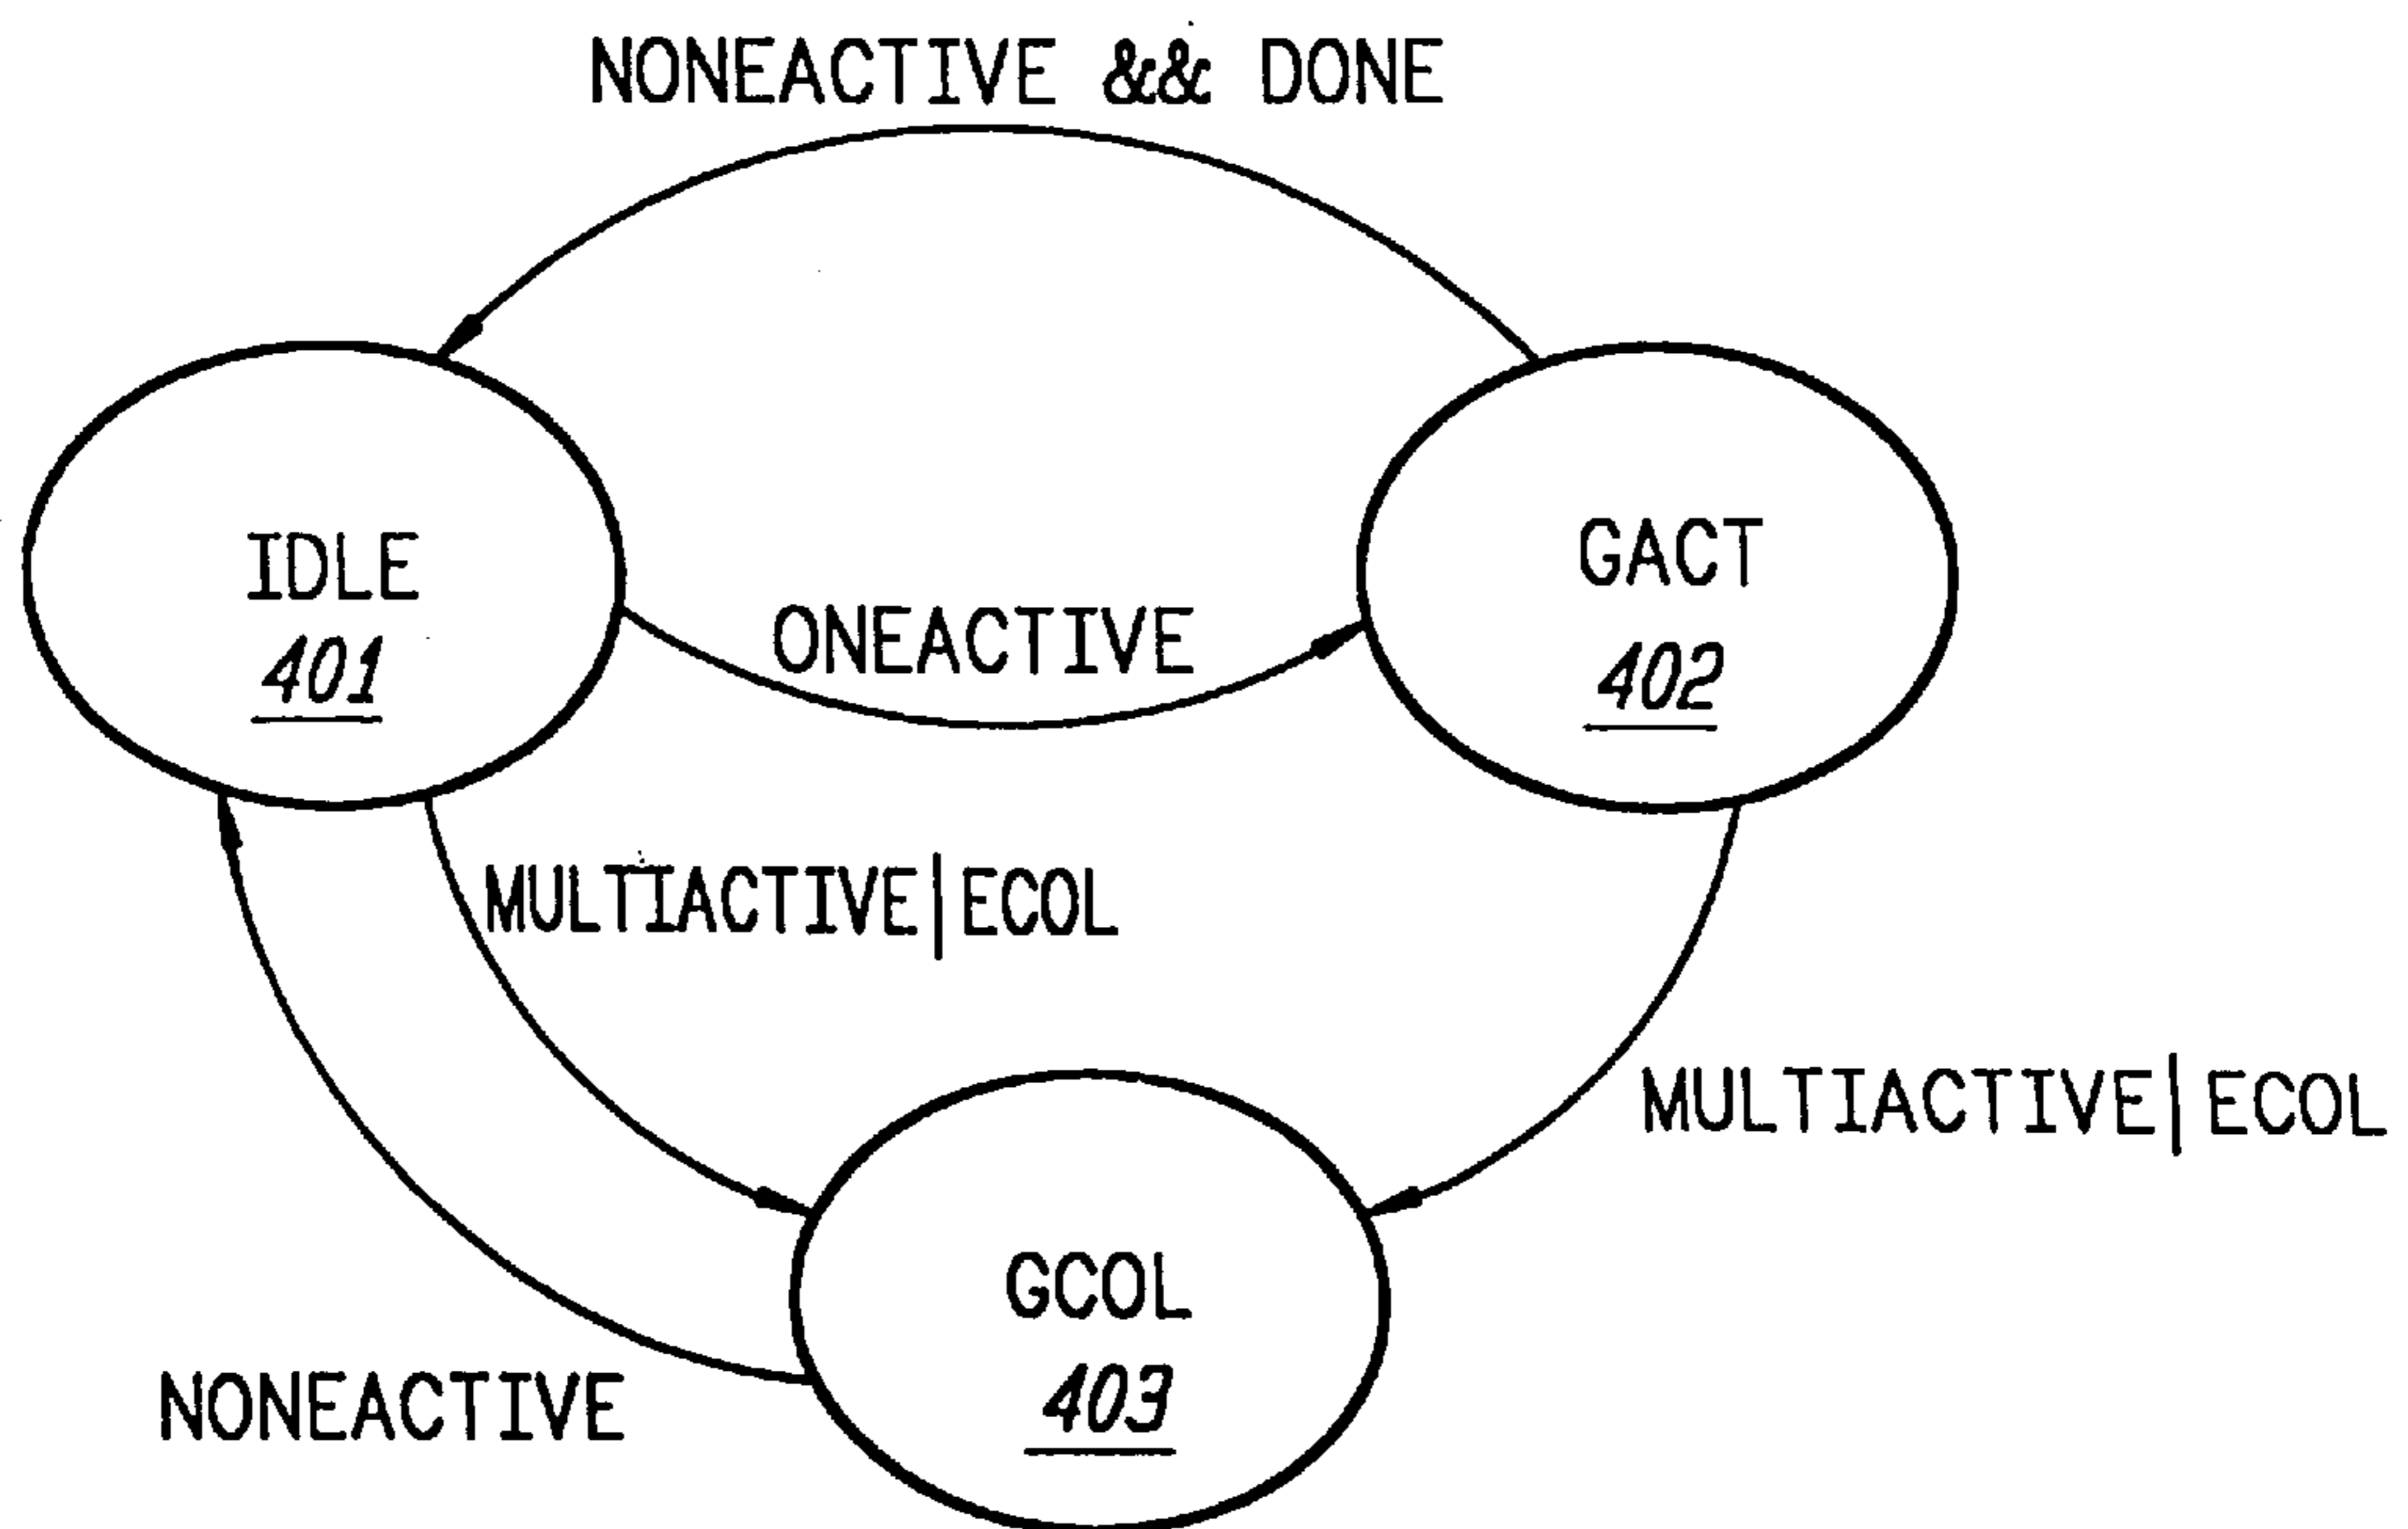 NONEACTIVE && DONE
IDLE
401
GACT
402
ONEACTIVE
MULTIACTIVE|ECOL
MULTIACTIVE|ECOL
GCOL
403
NONEACTIVE